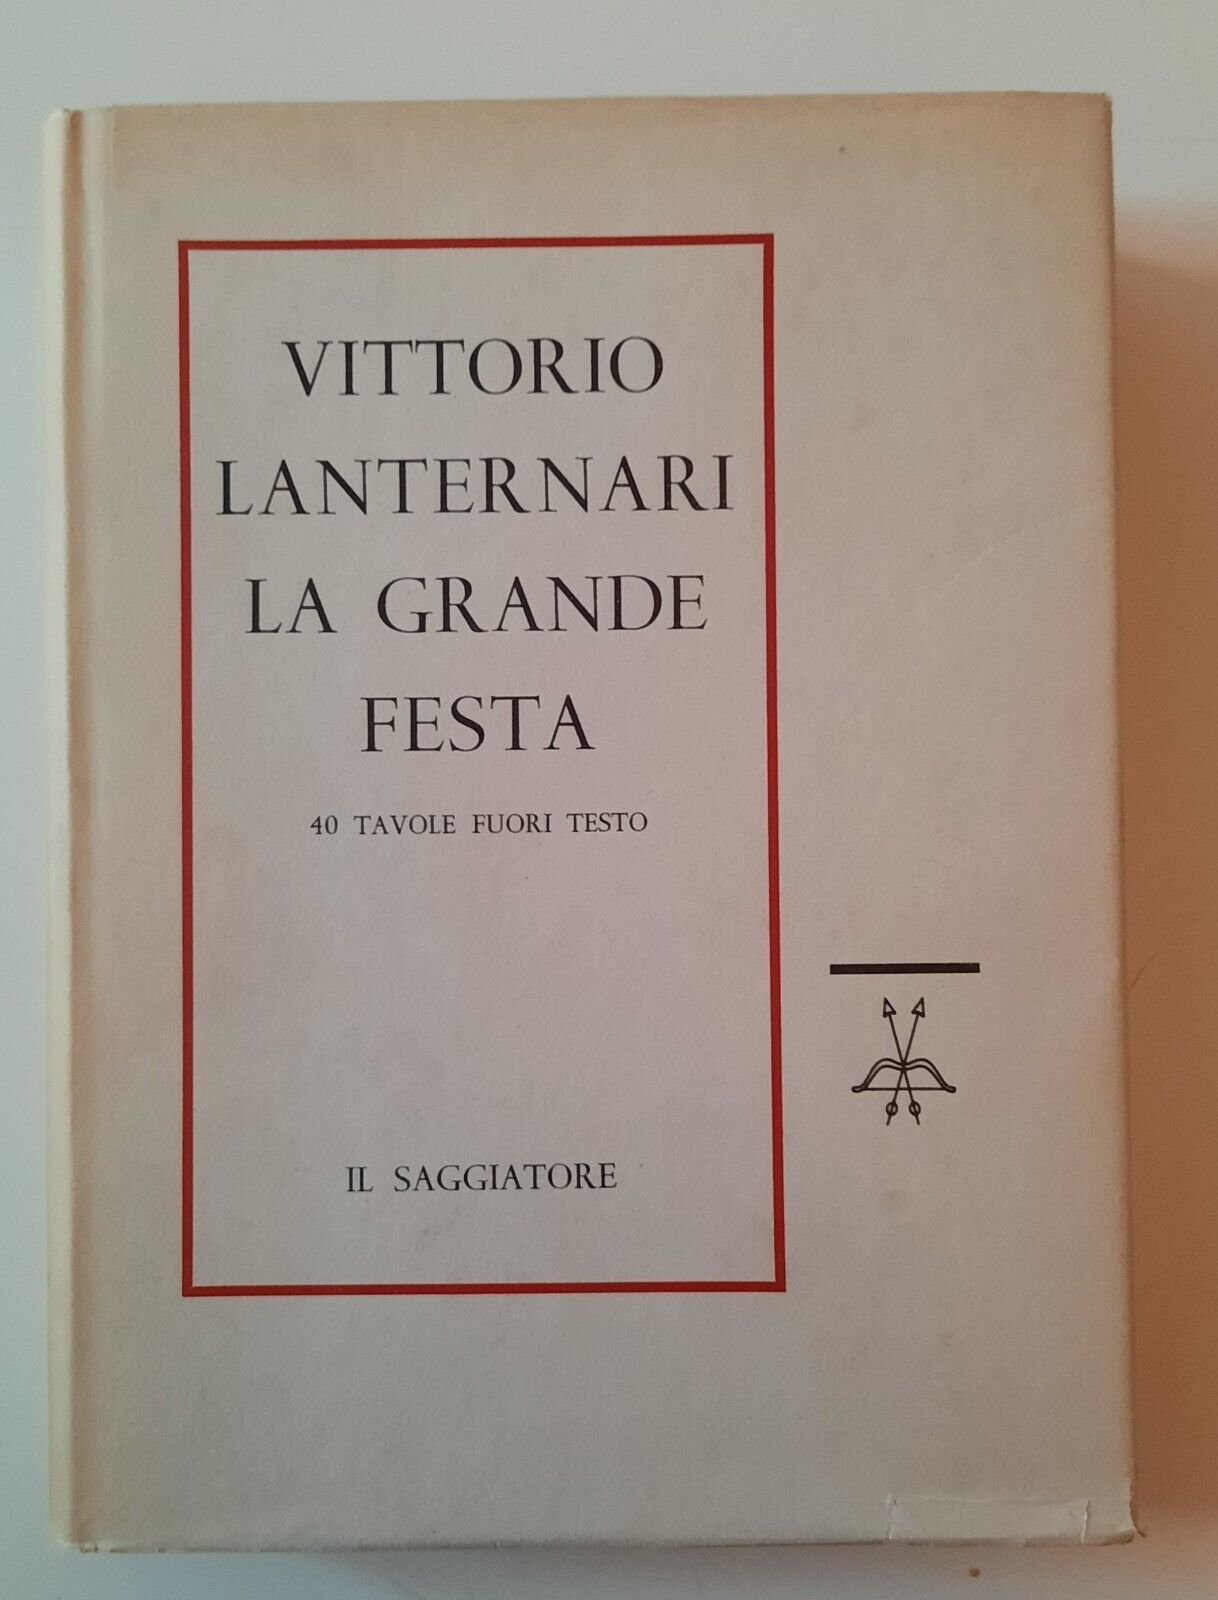 VITTORIO
LANTERNARI
LA GRANDE
FESTA
40 TAVOLE FUORI TESTO
IL SAGGIATORE